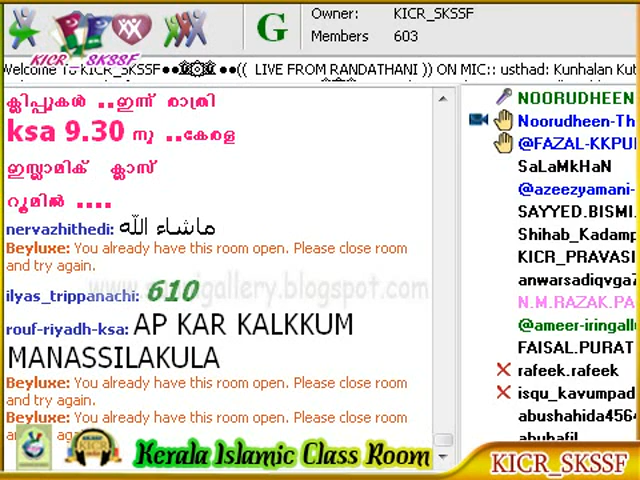 Owner: KICR_SKSSF
Members 603
KICR_SKSSF
G
Welcome To KICR_SKSSF●●۞●●(( LIVE FROM RANDATHANI )) ON MIC:: usthad: Kunhalan Kut
ക്ലിപ്പുകൾ ..ഇന്ന് രാത്രി
ksa 9.30 നു ..കേരള
ഇസ്ലാമിക് ക്ലാസ്
റൂമിൽ ....
nervazhithedi: ماشاء الله
Beyluxe: You already have this room open. Please close room
and try again.
ilyas_trippanachi: 610
rouf-riyadh-ksa: AP KAR KALKKUM
MANASSILAKULA
Beyluxe: You already have this room open. Please close room
and try again.
Beyluxe: You already have this room open. Please close room
NOORUDHEEN
Noorudheen-Th
@FAZAL-KKPU
SaLaMkHaN
@azeezyamani-
SAYYED.BISMI
Shihab_Kadamp
KICR_PRAVASI
anwarsadiqvgaz
N.M.RAZAK.PA
@ameer-iringallu
FAISAL.PURAT
rafeek.rafeek
isqu_kavumpad
abushahida4564
abuhafil
Kerala Islamic Class Room
KICR_SKSSF